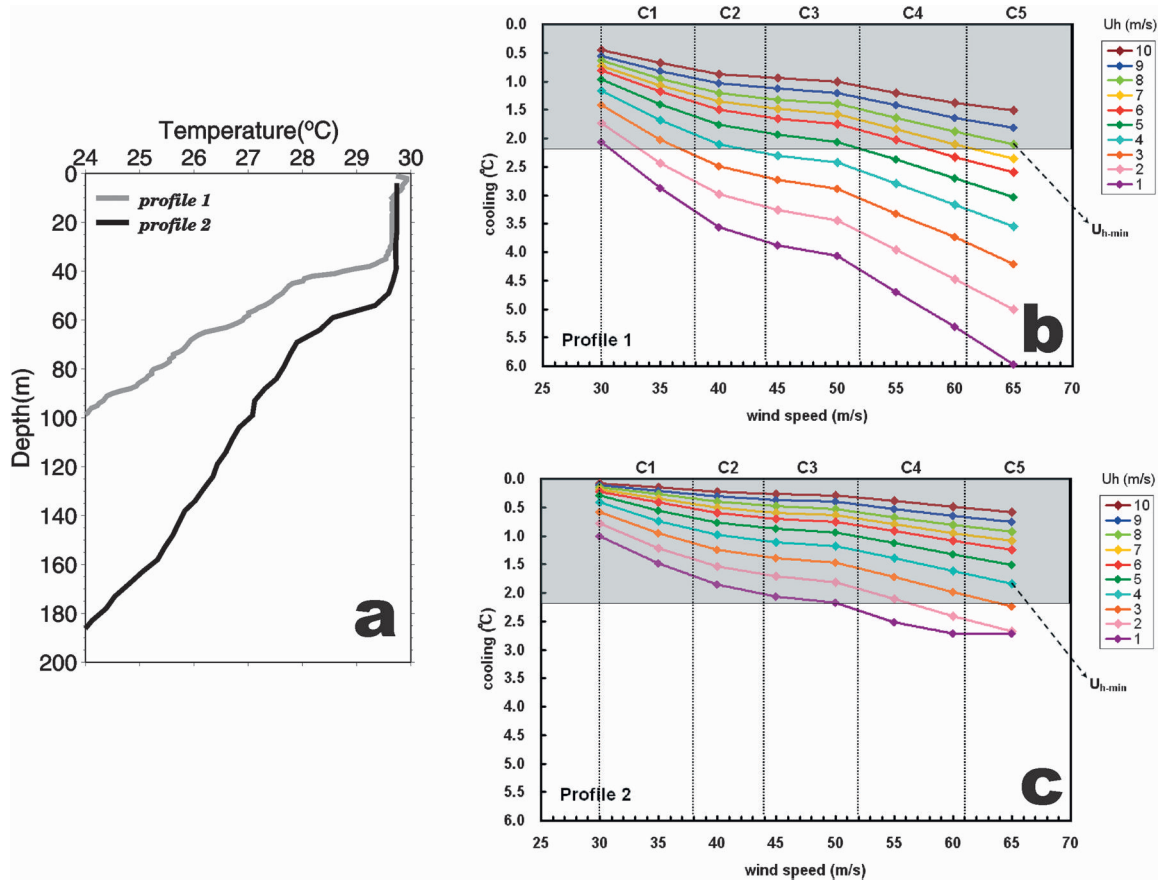 Temperature(ºC)
24 25 26 27 28 29 30
0
20
40
60
80
100
120
140
160
180
200
Depth(m)
profile 1
profile 2
a
C1 C2 C3 C4 C5
0.0
0.5
1.0
1.5
2.0
2.5
3.0
3.5
4.0
4.5
5.0
5.5
6.0
cooling (℃)
25 30 35 40 45 50 55 60 65 70
wind speed (m/s)
Profile 1
b
Uh (m/s)
10
9
8
7
6
5
4
3
2
1
Uh-min
C1 C2 C3 C4 C5
0.0
0.5
1.0
1.5
2.0
2.5
3.0
3.5
4.0
4.5
5.0
5.5
6.0
cooling (℃)
25 30 35 40 45 50 55 60 65 70
wind speed (m/s)
Profile 2
c
Uh (m/s)
10
9
8
7
6
5
4
3
2
1
Uh-min